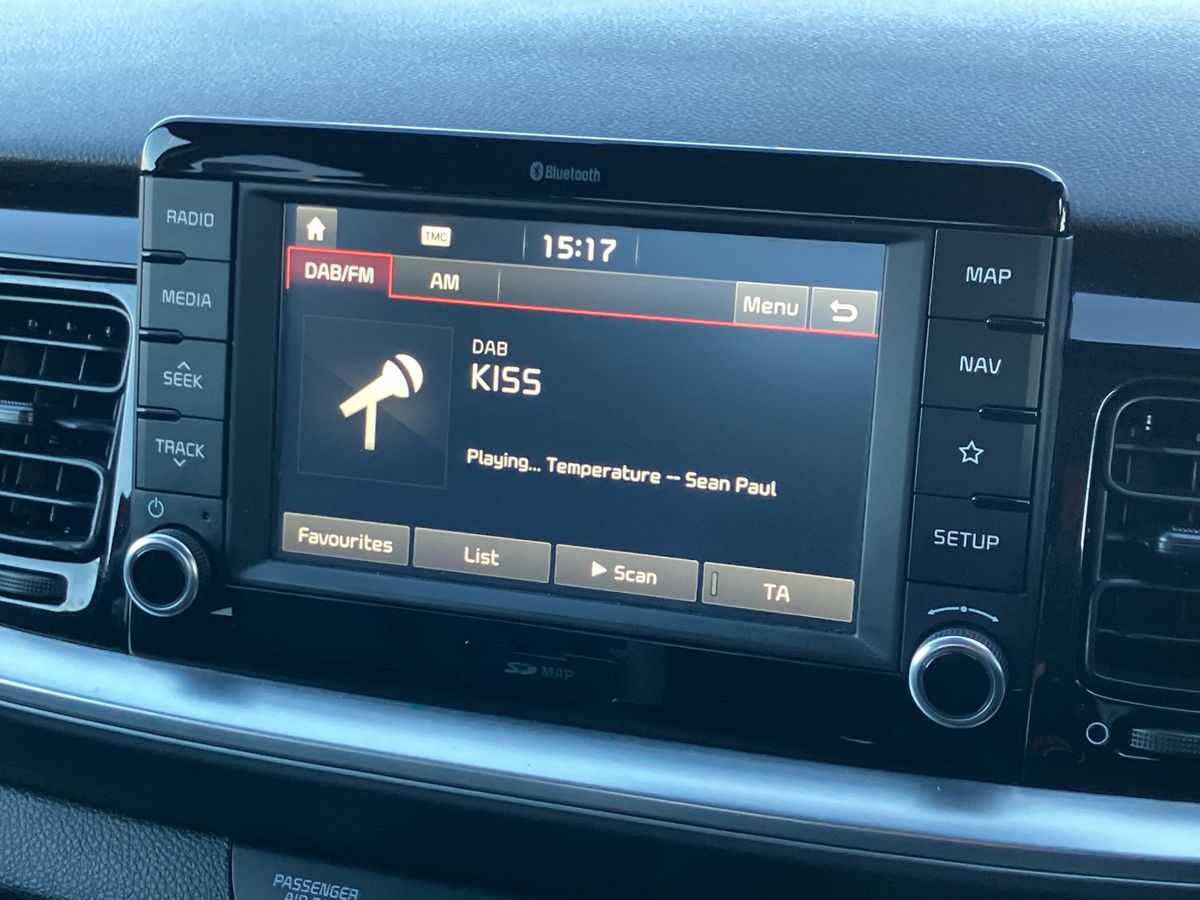 Bluetooth
RADIO
MEDIA
SEEK
TRACK
TMC
15:17
DAB/FM
AM
Menu
DAB
KISS
Playing... Temperature -- Sean Paul
Favourites
List
Scan
TA
MAP
NAV
SETUP
SD MAP
PASSENGER
AIR